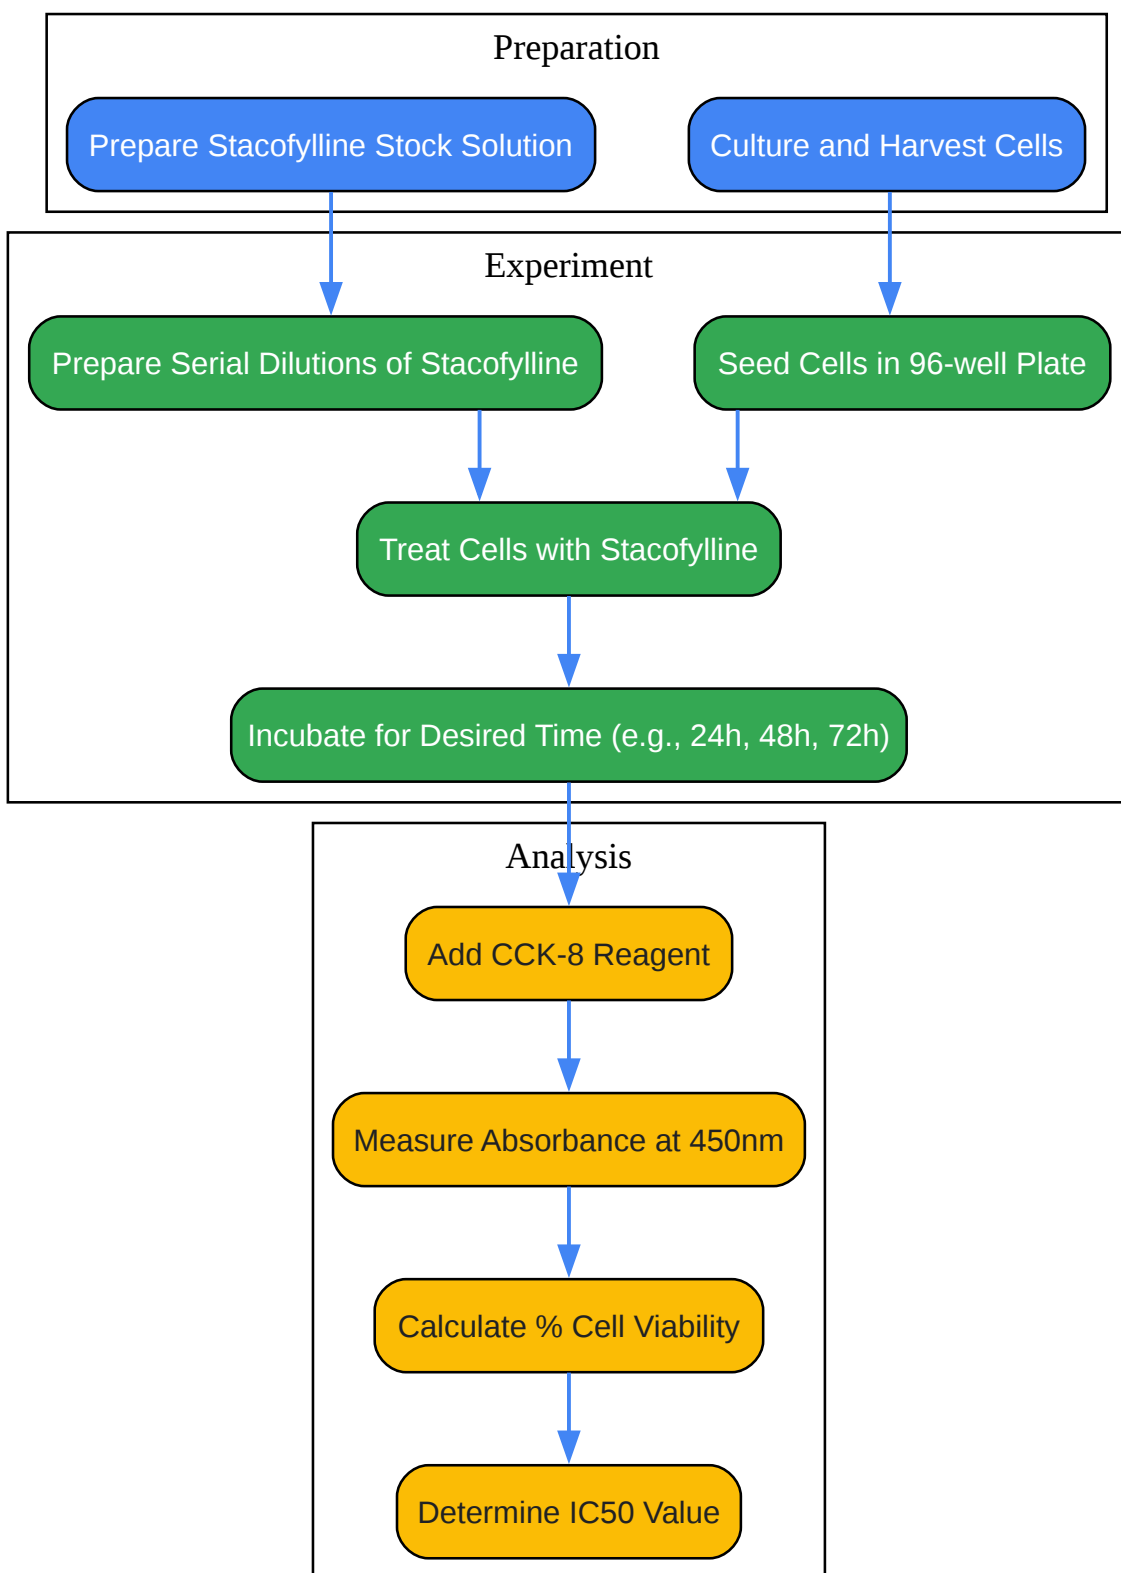 Preparation
Prepare Stacofylline Stock Solution
Culture and Harvest Cells
Experiment
Prepare Serial Dilutions of Stacofylline
Seed Cells in 96-well Plate
Treat Cells with Stacofylline
Incubate for Desired Time (e.g., 24h, 48h, 72h)
Analysis
Add CCK-8 Reagent
Measure Absorbance at 450nm
Calculate % Cell Viability
Determine IC50 Value